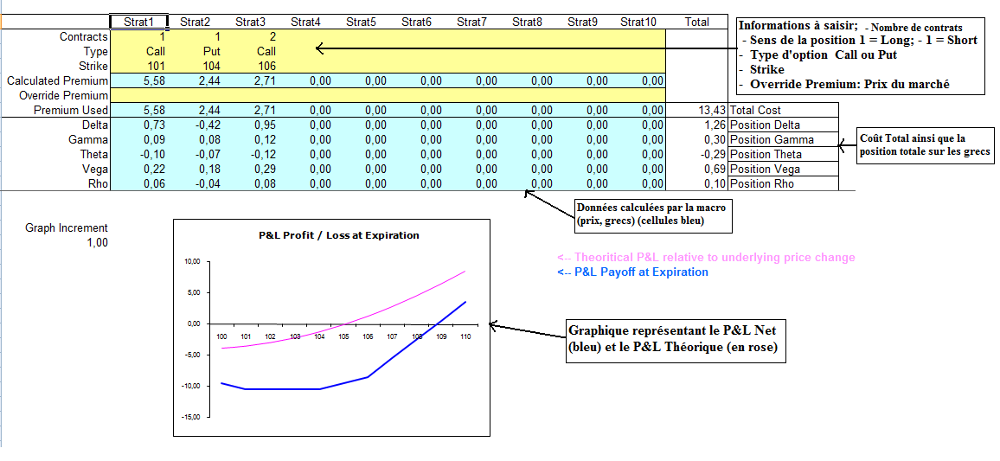 Strat1 Strat2 Strat3 Strat4 Strat5 Strat6 Strat7 Strat8 Strat9 Strat10 Total
Contracts 1 1 2
Type Call Put Call
Strike 101 104 106
Calculated Premium 5,58 2,44 2,71 0,00 0,00 0,00 0,00 0,00 0,00 0,00
Override Premium
Premium Used 5,58 2,44 2,71 0,00 0,00 0,00 0,00 0,00 0,00 0,00 13,43 Total Cost
Delta 0,73 -0,42 0,95 0,00 0,00 0,00 0,00 0,00 0,00 0,00 1,26 Position Delta
Gamma 0,09 0,08 0,12 0,00 0,00 0,00 0,00 0,00 0,00 0,00 0,30 Position Gamma
Theta -0,10 -0,07 -0,12 0,00 0,00 0,00 0,00 0,00 0,00 0,00 -0,29 Position Theta
Vega 0,22 0,18 0,29 0,00 0,00 0,00 0,00 0,00 0,00 0,00 0,69 Position Vega
Rho 0,06 -0,04 0,08 0,00 0,00 0,00 0,00 0,00 0,00 0,00 0,10 Position Rho
Informations à saisir; - Nombre de contrats
- Sens de la position 1 = Long; - 1 = Short
- Type d'option Call ou Put
- Strike
- Override Premium: Prix du marché
Coût Total ainsi que la
position totale sur les grecs
Données calculées par la macro
(prix, grecs) (cellules bleu)
Graph Increment
1,00
P&L Profit / Loss at Expiration
10,00
5,00
0,00
-5,00
-10,00
-15,00
100 101 102 103 104 105 106 107 108 109 110
<-- Theoritical P&L relative to underlying price change
<-- P&L Payoff at Expiration
Graphique représentant le P&L Net
(bleu) et le P&L Théorique (en rose)